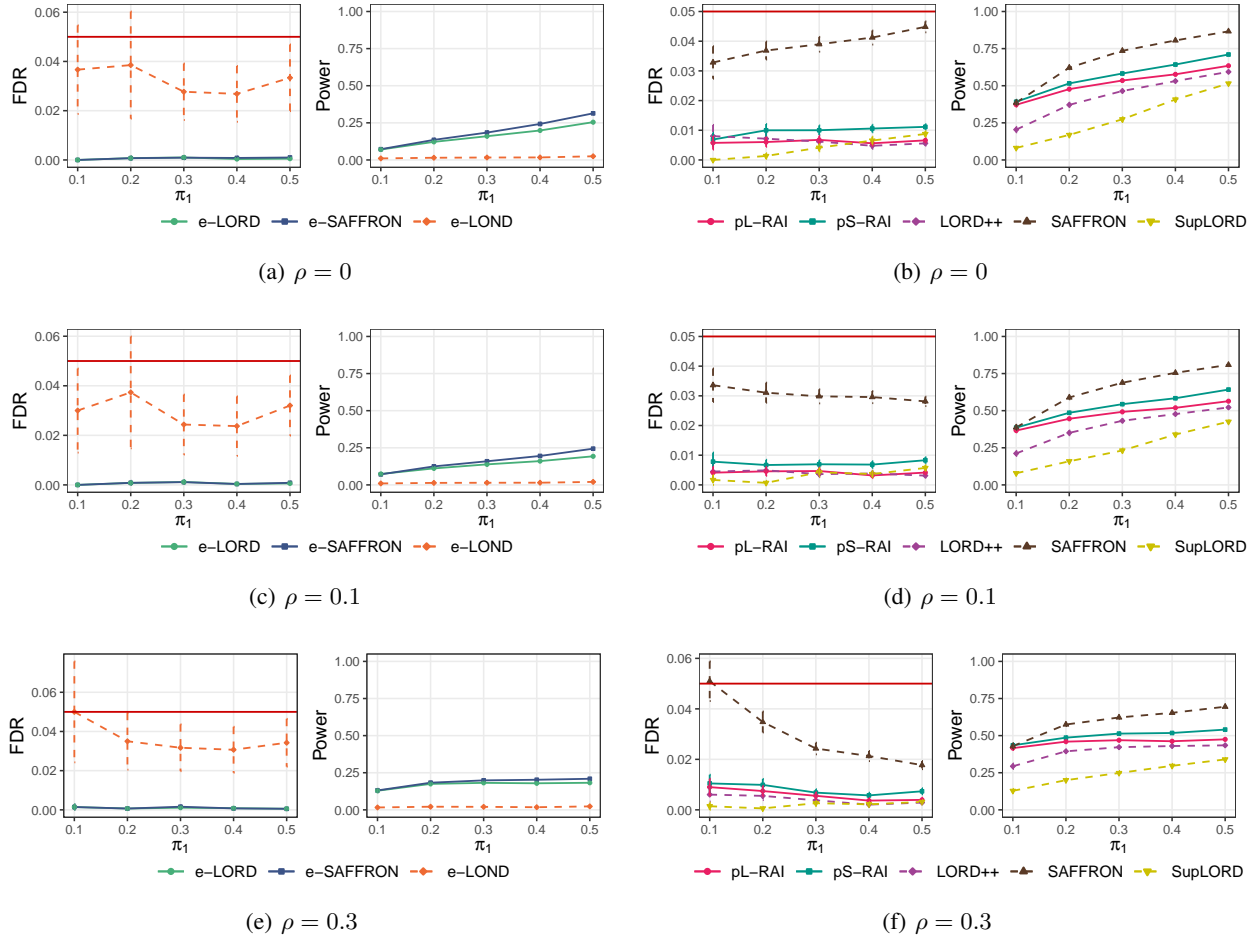 FDR
0.06
0.04
0.02
0.00
0.1 0.2 0.3 0.4 0.5
π1
Power
1.00
0.75
0.50
0.25
0.00
0.1 0.2 0.3 0.4 0.5
π1
e−LORD e−SAFFRON e−LOND
(a) ρ = 0
FDR
0.05
0.04
0.03
0.02
0.01
0.00
0.1 0.2 0.3 0.4 0.5
π1
Power
1.00
0.75
0.50
0.25
0.00
0.1 0.2 0.3 0.4 0.5
π1
pL−RAI pS−RAI LORD++ SAFFRON SupLORD
(b) ρ = 0
FDR
0.06
0.04
0.02
0.00
0.1 0.2 0.3 0.4 0.5
π1
Power
1.00
0.75
0.50
0.25
0.00
0.1 0.2 0.3 0.4 0.5
π1
e−LORD e−SAFFRON e−LOND
(c) ρ = 0.1
FDR
0.05
0.04
0.03
0.02
0.01
0.00
0.1 0.2 0.3 0.4 0.5
π1
Power
1.00
0.75
0.50
0.25
0.00
0.1 0.2 0.3 0.4 0.5
π1
pL−RAI pS−RAI LORD++ SAFFRON SupLORD
(d) ρ = 0.1
FDR
0.06
0.04
0.02
0.00
0.1 0.2 0.3 0.4 0.5
π1
Power
1.00
0.75
0.50
0.25
0.00
0.1 0.2 0.3 0.4 0.5
π1
e−LORD e−SAFFRON e−LOND
(e) ρ = 0.3
FDR
0.06
0.04
0.02
0.00
0.1 0.2 0.3 0.4 0.5
π1
Power
1.00
0.75
0.50
0.25
0.00
0.1 0.2 0.3 0.4 0.5
π1
pL−RAI pS−RAI LORD++ SAFFRON SupLORD
(f) ρ = 0.3